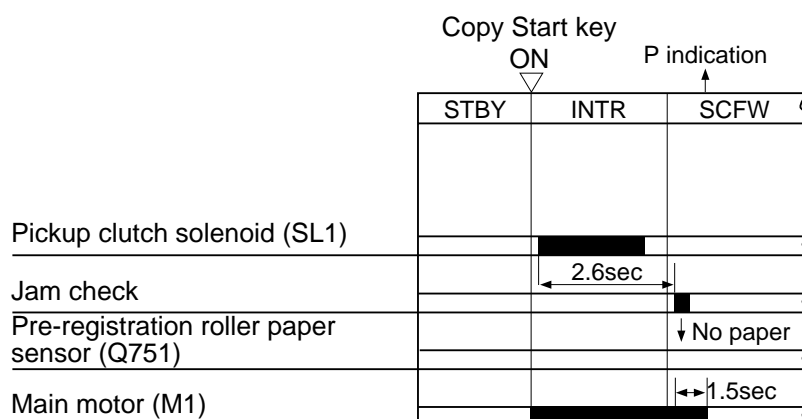 Copy Start key
ON
P indication
STBY INTR SCFW
Pickup clutch solenoid (SL1)
2.6sec
Jam check
Pre-registration roller paper
sensor (Q751)
No paper
1.5sec
Main motor (M1)